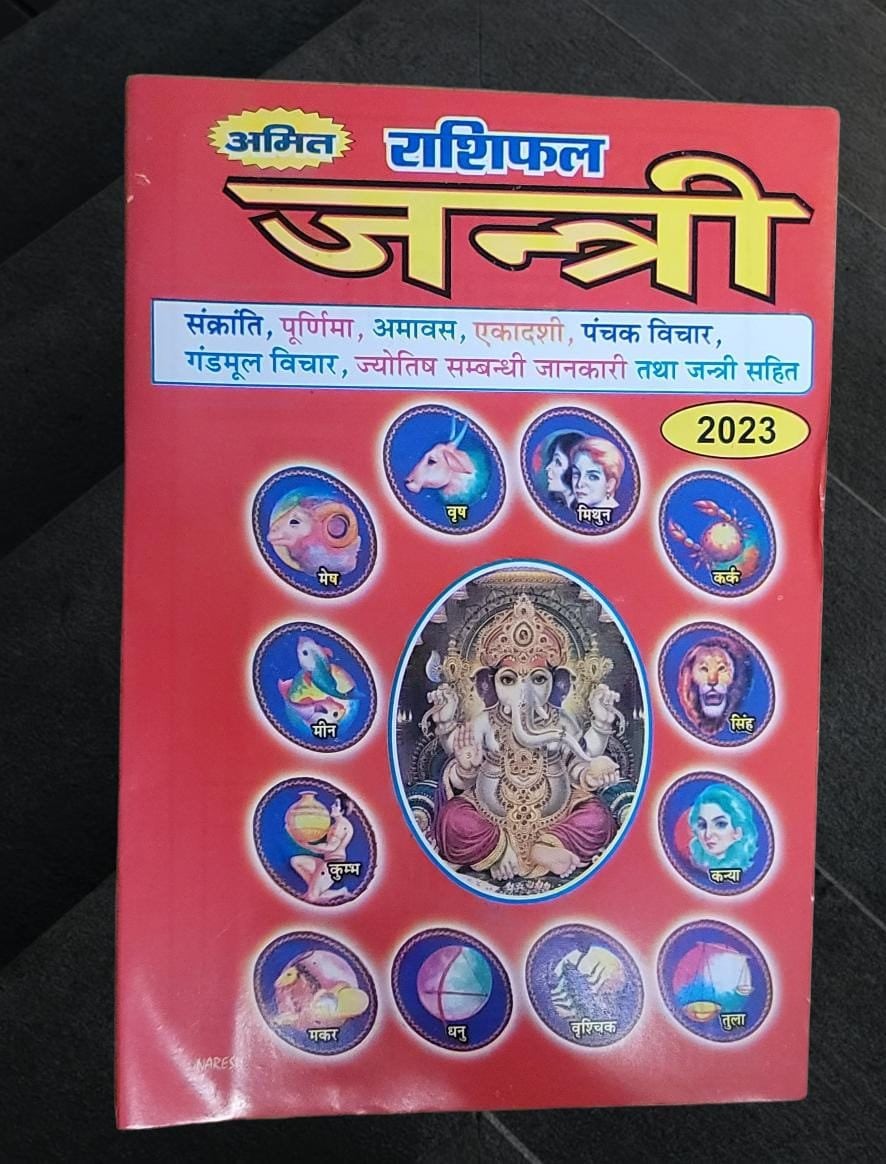 अमित राशिफल
जन्त्री
संक्रांति, पूर्णिमा, अमावस, एकादशी, पंचक विचार,
गंडमूल विचार, ज्योतिष सम्बन्धी जानकारी तथा जन्त्री सहित
2023
वृष
मिथुन
मेष
कर्क
मीन
सिंह
कुम्भ
कन्या
मकर
धनु
वृश्चिक
तुला
NARESH